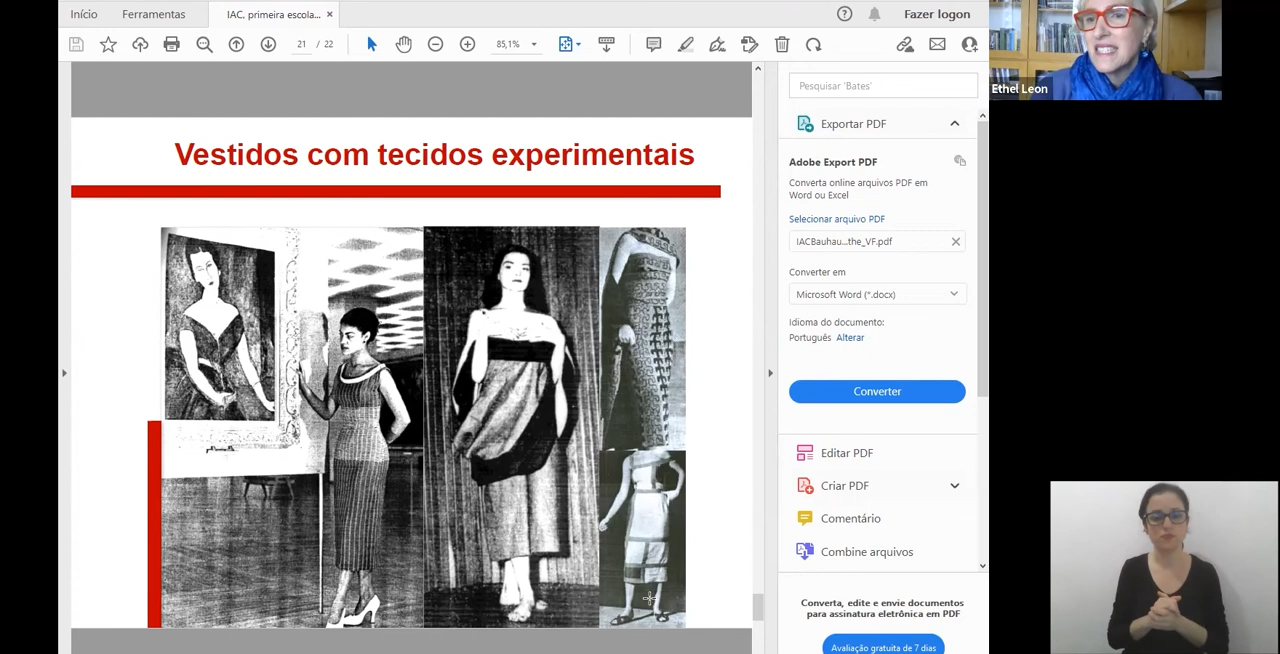 Início
Ferramentas
IAC, primeira escola... ×
Fazer logon
21 / 22
85,1%
Ethel Leon
Pesquisar 'Bates'
Exportar PDF
Vestidos com tecidos experimentais
Adobe Export PDF
Converta online arquivos PDF em
Word ou Excel
Selecionar arquivo PDF
IACBauhau...the_VF.pdf
Converter em
Microsoft Word (*.docx)
Idioma do documento:
Português Alterar
Converter
Editar PDF
Criar PDF
Comentário
Combine arquivos
Converta, edite e envie documentos
para assinatura eletrônica em PDF
Avaliação gratuita de 7 dias